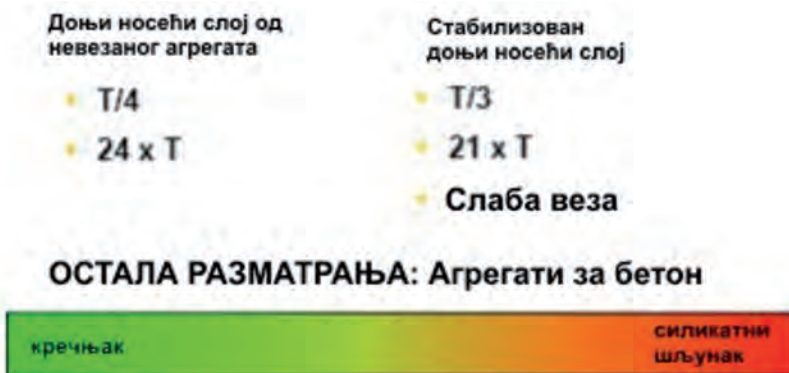 Доњи носећи слој од
невезаног агрегата
T/4
24 x T
Стабилизован
доњи носећи слој
T/3
21 x T
Слаба веза
ОСТАЛА РАЗМАТРАЊА: Агрегати за бетон
кречњак
силикатни
шљунак